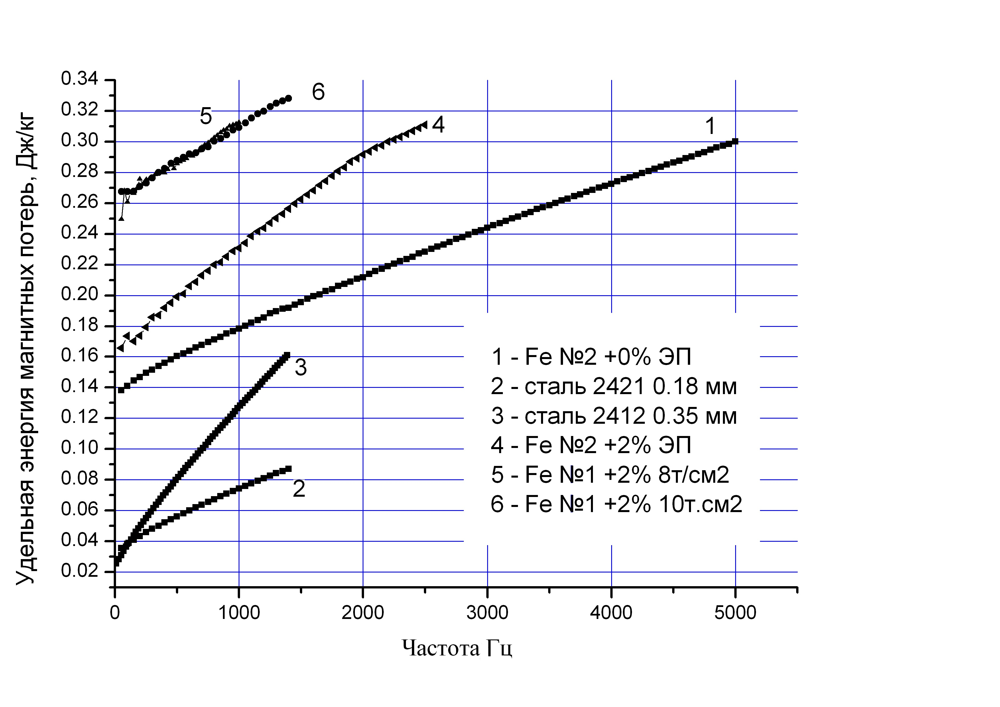 Удельная энергия магнитных потерь, Дж/кг
0.34
0.32
0.30
0.28
0.26
0.24
0.22
0.20
0.18
0.16
0.14
0.12
0.10
0.08
0.06
0.04
0.02
6
5
4
1
3
2
1 - Fe №2 +0% ЭП
2 - сталь 2421 0.18 мм
3 - сталь 2412 0.35 мм
4 - Fe №2 +2% ЭП
5 - Fe №1 +2% 8т/см2
6 - Fe №1 +2% 10т.см2
0 1000 2000 3000 4000 5000
Частота Гц